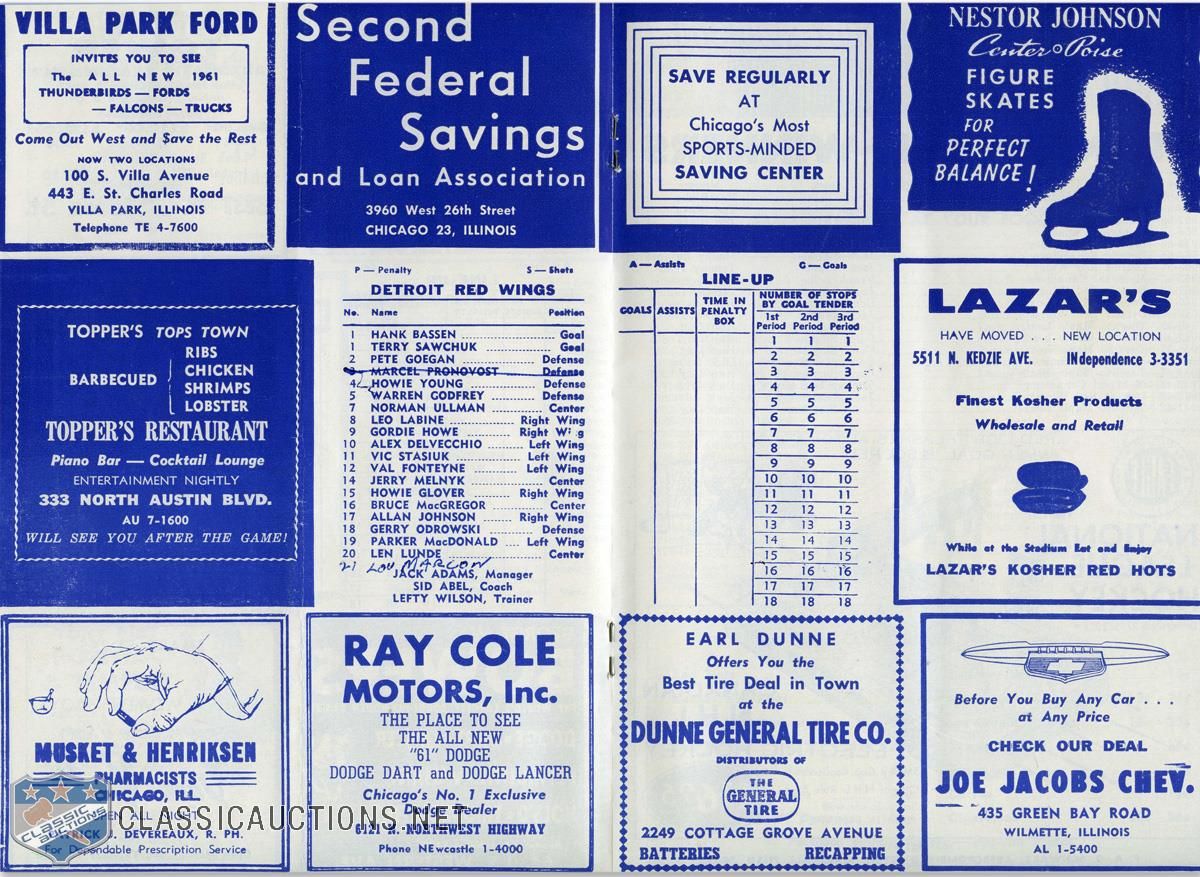 VILLA PARK FORD
INVITES YOU TO SEE
The ALL NEW 1961
THUNDERBIRDS — FORDS
— FALCONS — TRUCKS
Come Out West and $ave the Rest
NOW TWO LOCATIONS
100 S. Villa Avenue
443 E. St. Charles Road
VILLA PARK, ILLINOIS
Telephone TE 4-7600
Second
Federal
Savings
and Loan Association
3960 West 26th Street
CHICAGO 23, ILLINOIS
SAVE REGULARLY
AT
Chicago's Most
SPORTS-MINDED
SAVING CENTER
NESTOR JOHNSON
Center-Poise
FIGURE
SKATES
FOR
PERFECT
BALANCE!
TOPPER'S TOPS TOWN
BARBECUED
RIBS
CHICKEN
SHRIMPS
LOBSTER
TOPPER'S RESTAURANT
Piano Bar — Cocktail Lounge
ENTERTAINMENT NIGHTLY
333 NORTH AUSTIN BLVD.
AU 7-1600
WILL SEE YOU AFTER THE GAME!
P — Penalty S — Shots
DETROIT RED WINGS
No. Name Position
1 HANK BASSEN Goal
1 TERRY SAWCHUK Goal
2 PETE GOEGAN Defense
3 MARCEL PRONOVOST Defense
4 HOWIE YOUNG Defense
5 WARREN GODFREY Defense
7 NORMAN ULLMAN Center
8 LEO LABINE Right Wing
9 GORDIE HOWE Right Wing
10 ALEX DELVECCHIO Left Wing
11 VIC STASIUK Left Wing
12 VAL FONTEYNE Left Wing
14 JERRY MELNYK Center
15 HOWIE GLOVER Right Wing
16 BRUCE MacGREGOR Center
17 ALLAN JOHNSON Right Wing
18 GERRY ODROWSKI Defense
19 PARKER MacDONALD Left Wing
20 LEN LUNDE Center
21 LOU MARCON
JACK ADAMS, Manager
SID ABEL, Coach
LEFTY WILSON, Trainer
A — Assists G — Goals
LINE-UP
GOALS ASSISTS TIME IN PENALTY BOX NUMBER OF STOPS BY GOAL TENDER
1st Period 2nd Period 3rd Period
1 1 1
2 2 2
3 3 3
4 4 4
5 5 5
6 6 6
7 7 7
8 8 8
9 9 9
10 10 10
11 11 11
12 12 12
13 13 13
14 14 14
15 15 15
16 16 16
17 17 17
18 18 18
LAZAR'S
HAVE MOVED . . . NEW LOCATION
5511 N. KEDZIE AVE. INdependence 3-3351
Finest Kosher Products
Wholesale and Retail
While at the Stadium Eat and Enjoy
LAZAR'S KOSHER RED HOTS
MUSKET & HENRIKSEN
PHARMACISTS
CHICAGO, ILL.
OPEN ALL NIGHT
J. DEVEREAUX, R. PH.
For Dependable Prescription Service
RAY COLE
MOTORS, Inc.
THE PLACE TO SEE
THE ALL NEW
"61" DODGE
DODGE DART and DODGE LANCER
Chicago's No. 1 Exclusive
Dodge Dealer
N. NORTHWEST HIGHWAY
Phone NEwcastle 1-4000
EARL DUNNE
Offers You the
Best Tire Deal in Town
at the
DUNNE GENERAL TIRE CO.
DISTRIBUTORS OF
THE
GENERAL
TIRE
2249 COTTAGE GROVE AVENUE
BATTERIES RECAPPING
Before You Buy Any Car . . .
at Any Price
CHECK OUR DEAL
JOE JACOBS CHEV.
435 GREEN BAY ROAD
WILMETTE, ILLINOIS
AL 1-5400
CLASSIC AUCTIONS
CLASSICAUCTIONS.NET